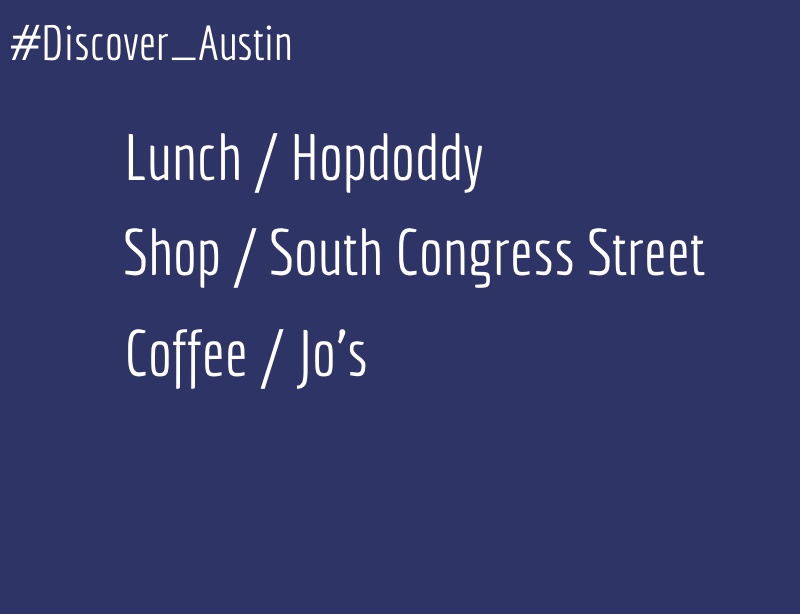 #Discover_Austin
Lunch / Hopdoddy
Shop / South Congress Street
Coffee / Jo's